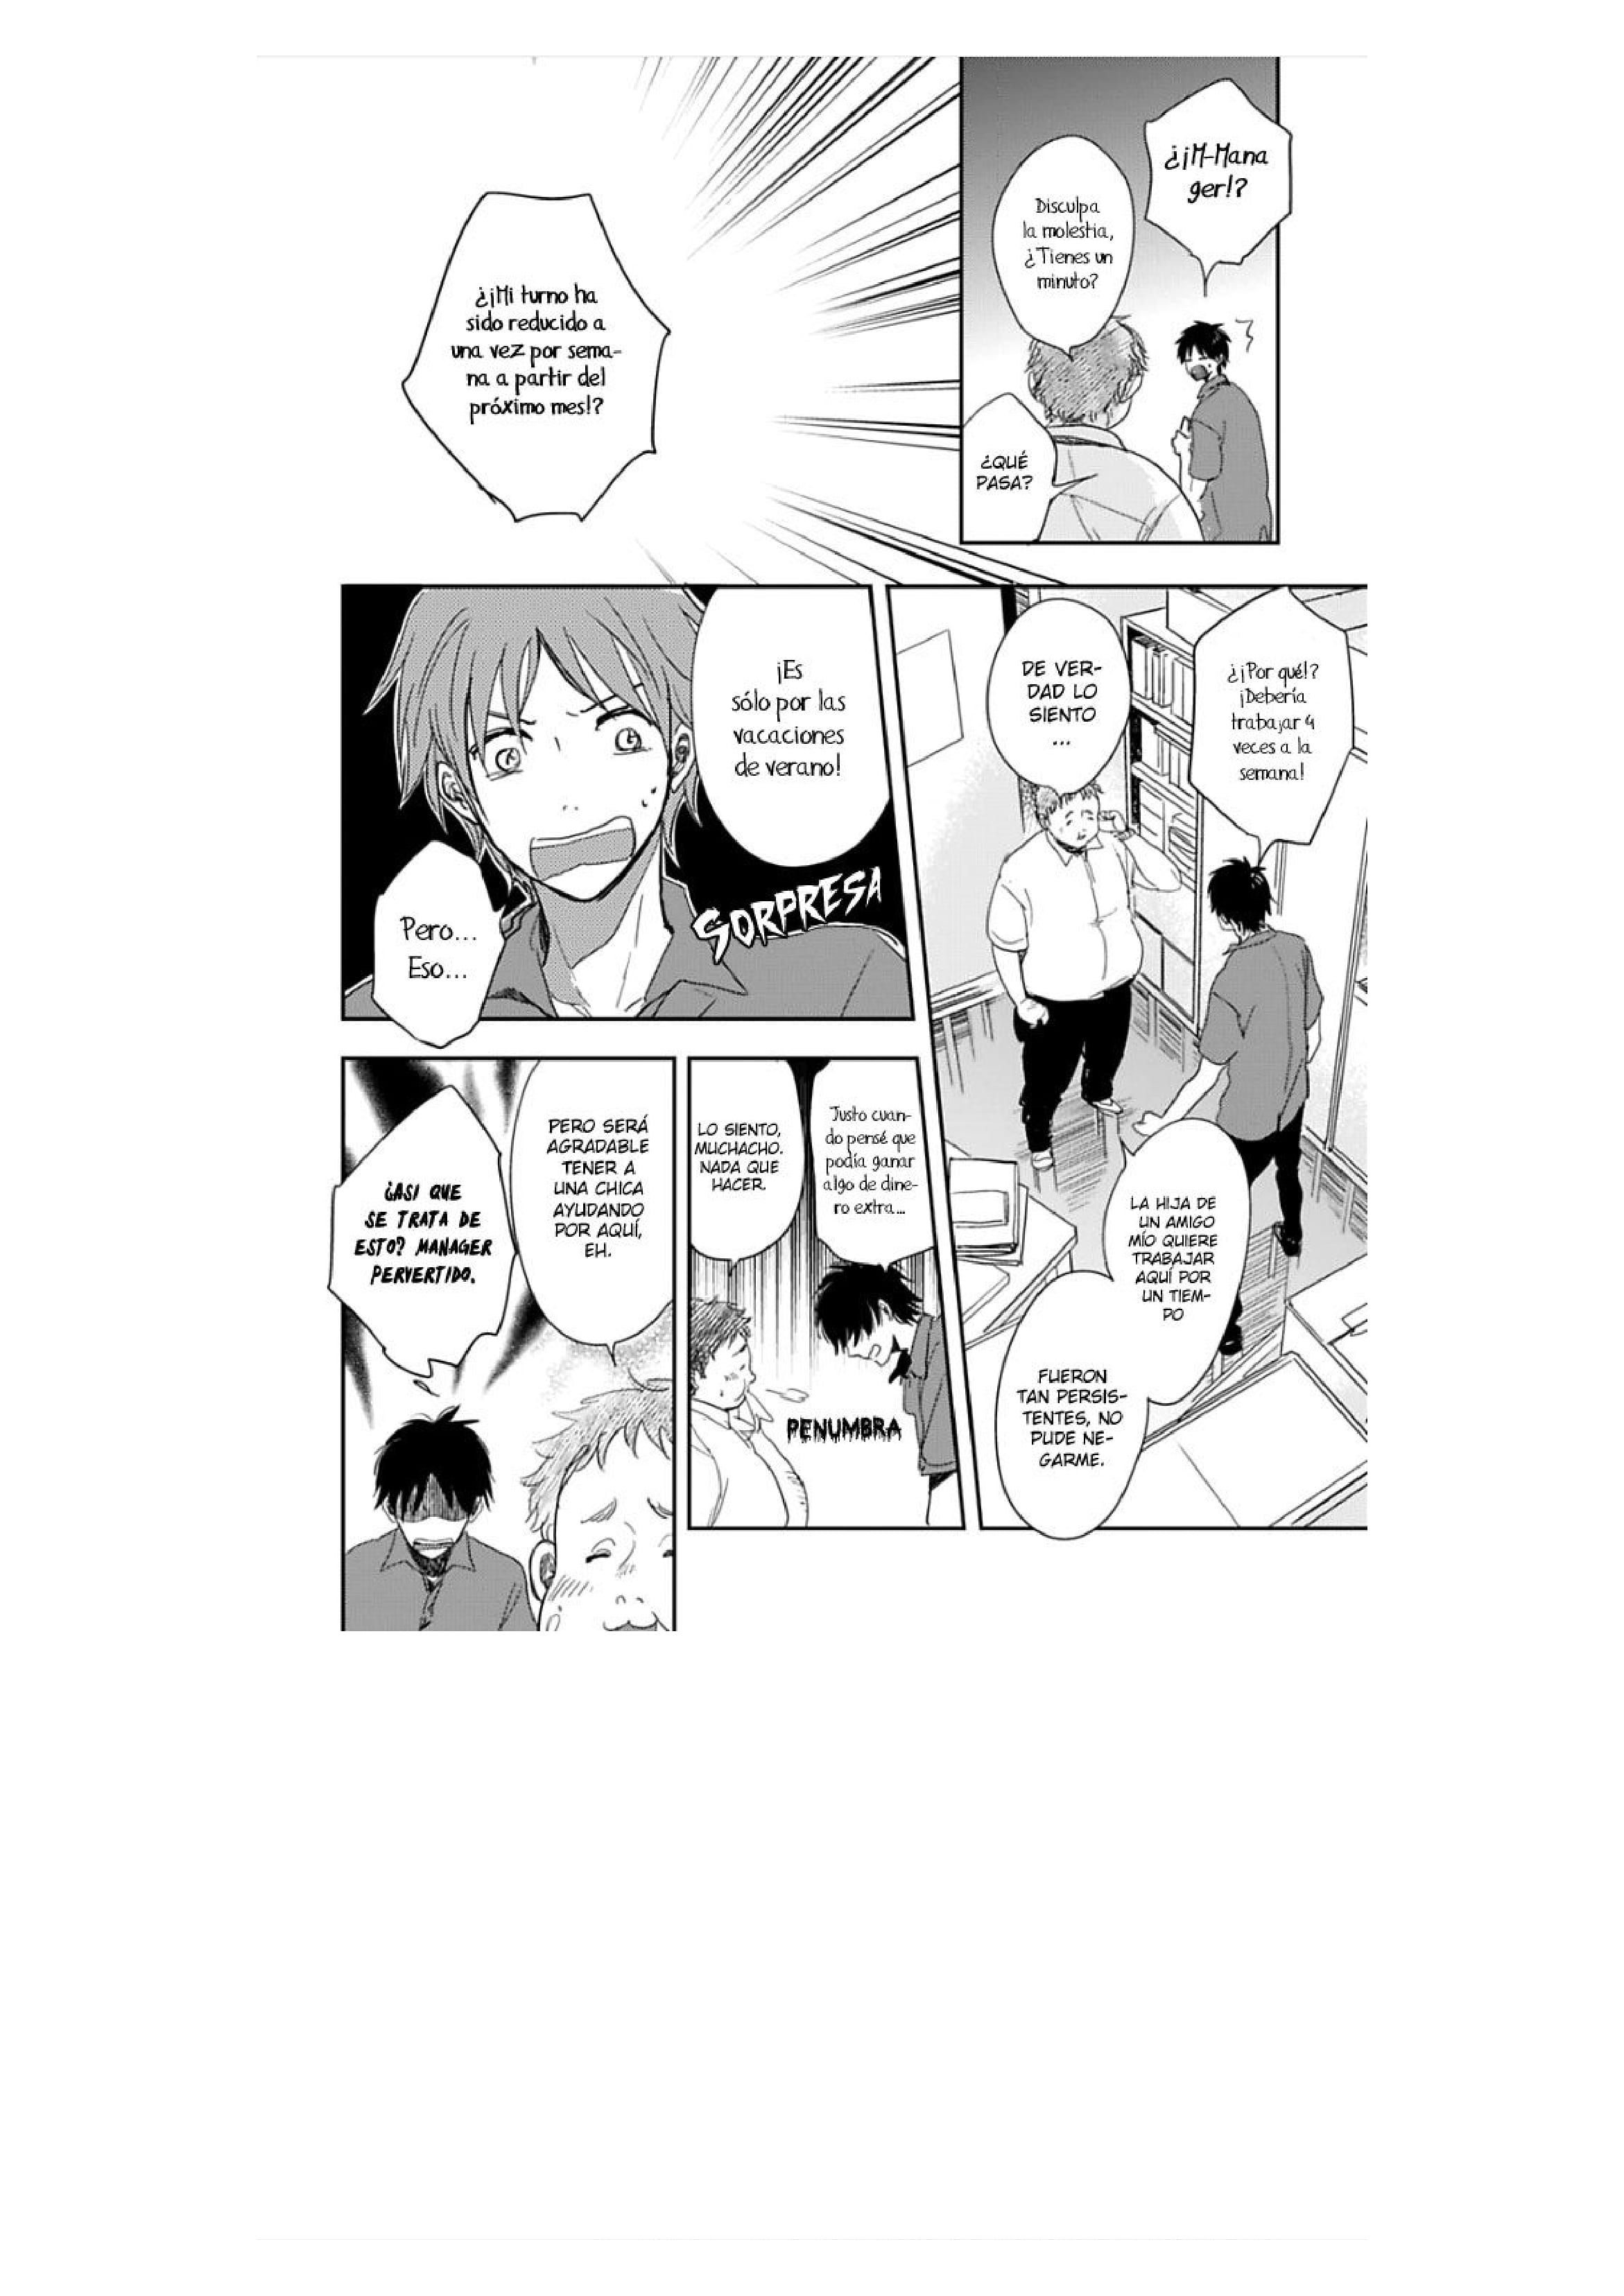 ¿¡M-Mana
ger!?
Disculpa
la molestia,
¿Tienes un
minuto?
¿QUÉ
PASA?
¿¡Mi turno ha
sido reducido a
una vez por sema-
na a partir del
próximo mes!?
¿¡Por qué!?
¡Debería
trabajar 4
veces a la
semana!
DE VER-
DAD LO
SIENTO
...
LA HIJA DE
UN AMIGO
MÍO QUIERE
TRABAJAR
AQUÍ POR
UN TIEM-
PO
FUERON
TAN PERSIS-
TENTES, NO
PUDE NE-
GARME.
¡Es
sólo por las
vacaciones
de verano!
SORPRESA
Pero...
Eso...
Justo cuan-
do pensé que
podía ganar
algo de dine-
ro extra...
LO SIENTO,
MUCHACHO.
NADA QUE
HACER.
PENUMBRA
PERO SERÁ
AGRADABLE
TENER A
UNA CHICA
AYUDANDO
POR AQUÍ,
EH.
¿ASI QUE
SE TRATA DE
ESTO? MANAGER
PERVERTIDO.